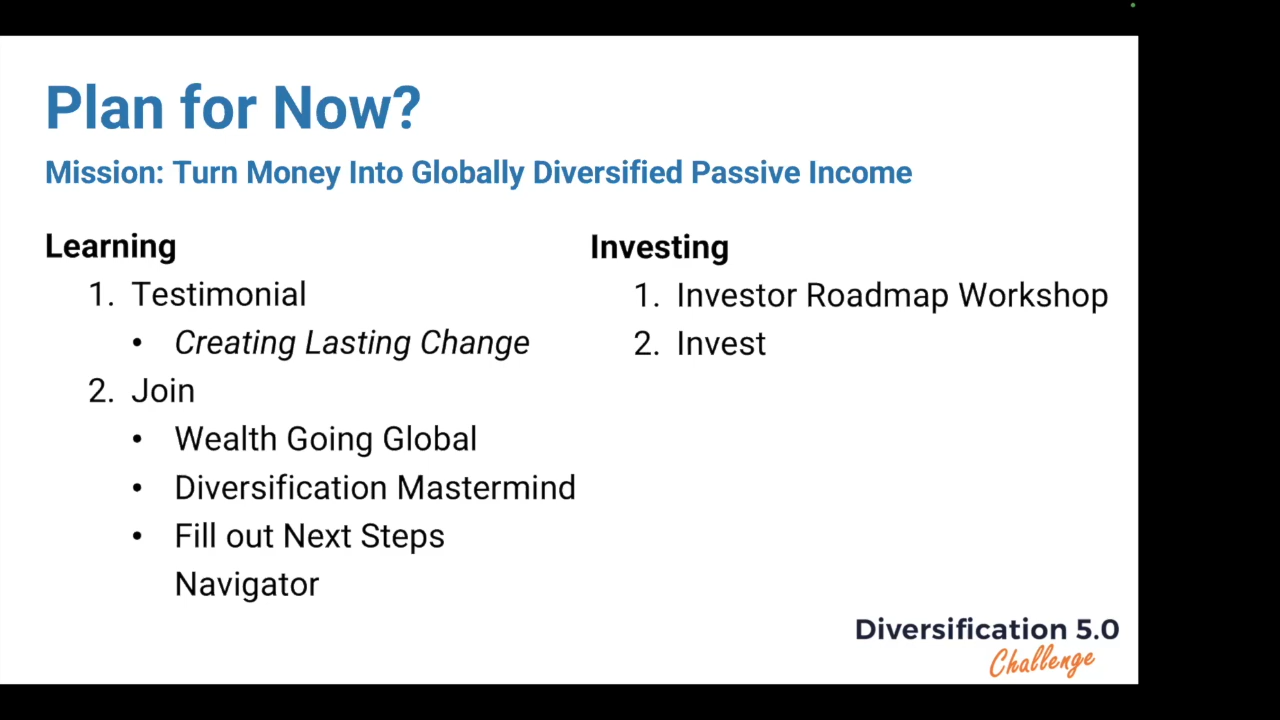 Plan for Now?
Mission: Turn Money Into Globally Diversified Passive Income
Learning
1. Testimonial
• Creating Lasting Change
2. Join
• Wealth Going Global
• Diversification Mastermind
• Fill out Next Steps
Navigator
Investing
1. Investor Roadmap Workshop
2. Invest
Diversification 5.0
Challenge